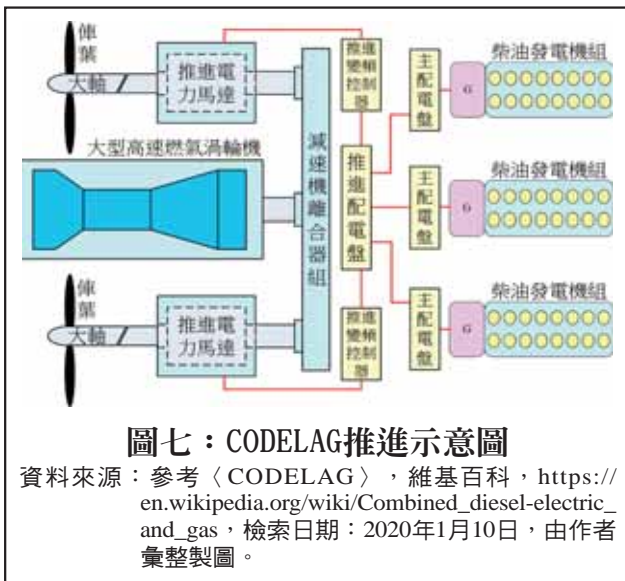 俥葉
大軸
推進電力馬達
推進變頻控制器
主配電盤
G
柴油發電機組
大型高速燃氣渦輪機
減速機離合器組
推進配電盤
主配電盤
G
柴油發電機組
俥葉
大軸
推進電力馬達
推進變頻控制器
主配電盤
G
柴油發電機組
圖七：CODELAG推進示意圖
資料來源：參考〈CODELAG〉，維基百科，https://
en.wikipedia.org/wiki/Combined_diesel-electric_
and_gas，檢索日期：2020年1月10日，由作者
彙整製圖。